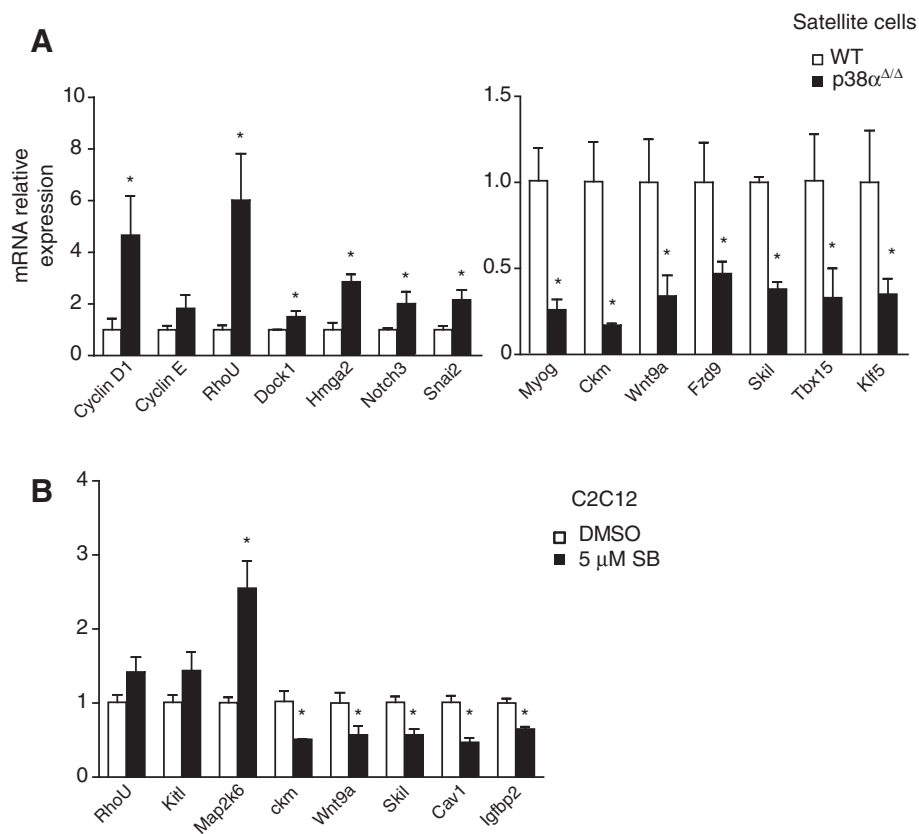 A
Satellite cells
WT
p38α^Δ/Δ
mRNA relative
expression
10
8
6
4
2
0
*
*
*
*
*
*
Cyclin D1
Cyclin E
RhoU
Dock1
Hmga2
Notch3
Snai2
1.5
1.0
0.5
0
*
*
*
*
*
*
*
Myog
Ckm
Wnt9a
Fzd9
Skil
Tbx15
Klf5
B
C2C12
DMSO
5 μM SB
4
3
2
1
0
*
*
*
*
*
*
RhoU
Kitl
Map2k6
ckm
Wnt9a
Skil
Cav1
Igfbp2